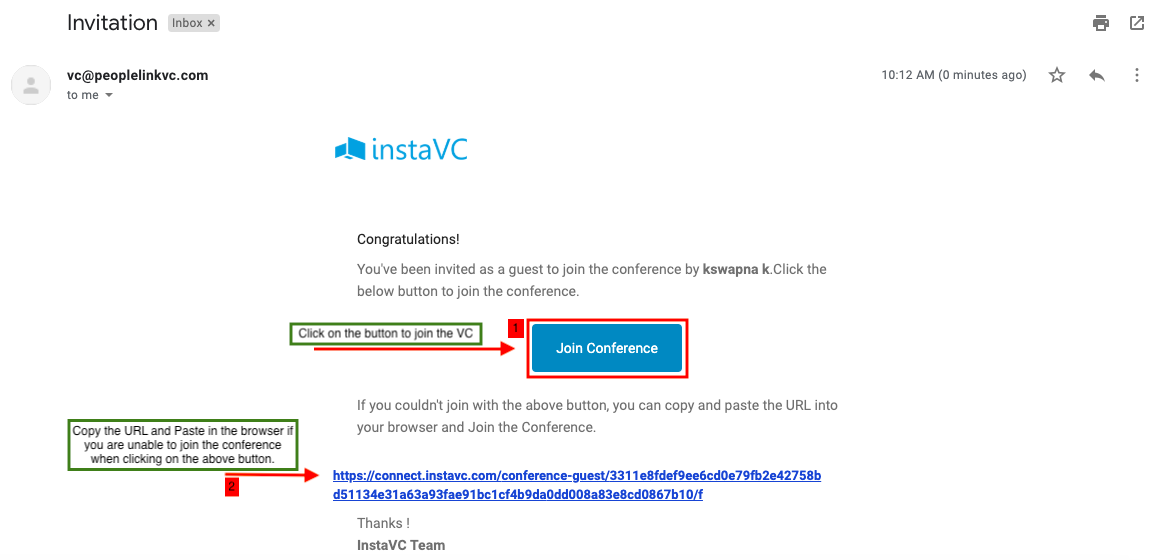 Invitation Inbox ×
vc@peoplelinkvc.com
10:12 AM (0 minutes ago)
to me
instaVC
Congratulations!
You've been invited as a guest to join the conference by kswapna k.Click the
below button to join the conference.
Click on the button to join the VC
1
Join Conference
If you couldn't join with the above button, you can copy and paste the URL into
your browser and Join the Conference.
Copy the URL and Paste in the browser if
you are unable to join the conference
when clicking on the above button.
2
https://connect.instavc.com/conference-guest/3311e8fdef9ee6cd0e79fb2e42758b
d51134e31a63a93fae91bc1cf4b9da0dd008a83e8cd0867b10/f
Thanks !
InstaVC Team